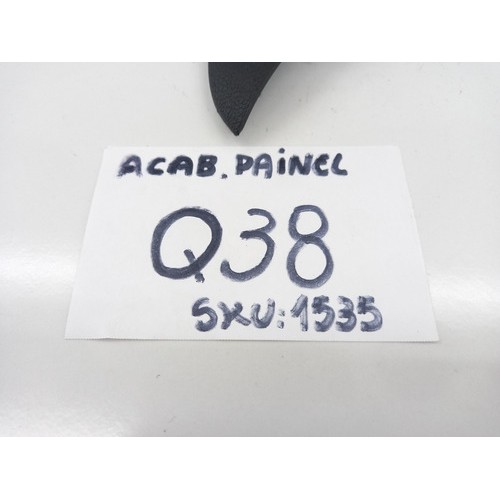 ACAB. PAINEL
Q38
SKU: 1535